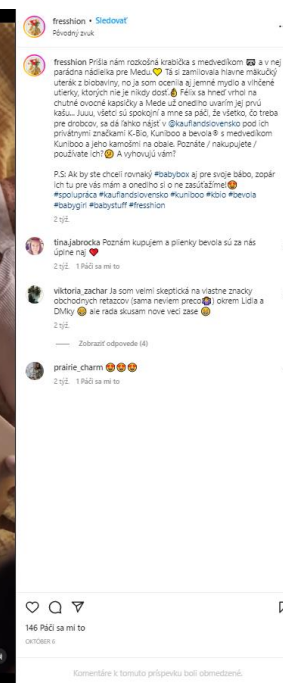 fresshion • Sledovať
Pôvodný zvuk
fresshion Prišla nám rozkošná krabička s medvedíkom 🐻 a v nej
parádna nádielka pre Medu.💛 Tá si zamilovala hlavne mäkučký
uterák z biobaviny, no ja som ocenila aj jemné mydlo a vlhčené
utierky, ktorých nie je nikdy dosť.👌 Félix sa hneď vrhol na
chutné ovocné kapsičky a Mede už onedlho uvarím jej prvú
kašu... Juuu, všetci sú spokojní a mne sa páči, že všetko, čo treba
pre drobcov, sa dá ľahko nájsť v @kauflandslovensko pod ich
privátnymi značkami K-Bio, Kuniboo a bevola® s medvedíkom
Kuniboo a jeho kamošmi na obale. Poznáte / nakupujete /
používate ich?😉 A vyhovujú vám?
P.S: Ak by ste chceli rovnaký #babybox aj pre svoje bábo, zopár
ich tu pre vás mám a onedlho si o ne zasúťažíme!🤩
#spolupráca #kauflandslovensko #kuniboo #kbio #bevola
#babygirl #babystuff #fresshion
2 týž.
tina.jabrocka Poznám kupujem a plienky bevola sú za nás
úplne naj ❤️
2 týž. 1 Páči sa mi to
viktoria_zachar Ja som velmi skeptická na vlastne znacky
obchodnych retazcov (sama neviem preco🤷) okrem Lidla a
DMky 😄 ale rada skusam nove veci zase 😄
2 týž.
Zobraziť odpovede (4)
prairie_charm 🥰🥰🥰
2 týž. 1 Páči sa mi to
146 Páči sa mi to
OKTÓBER 6
Komentáre k tomuto príspevku boli obmedzené.